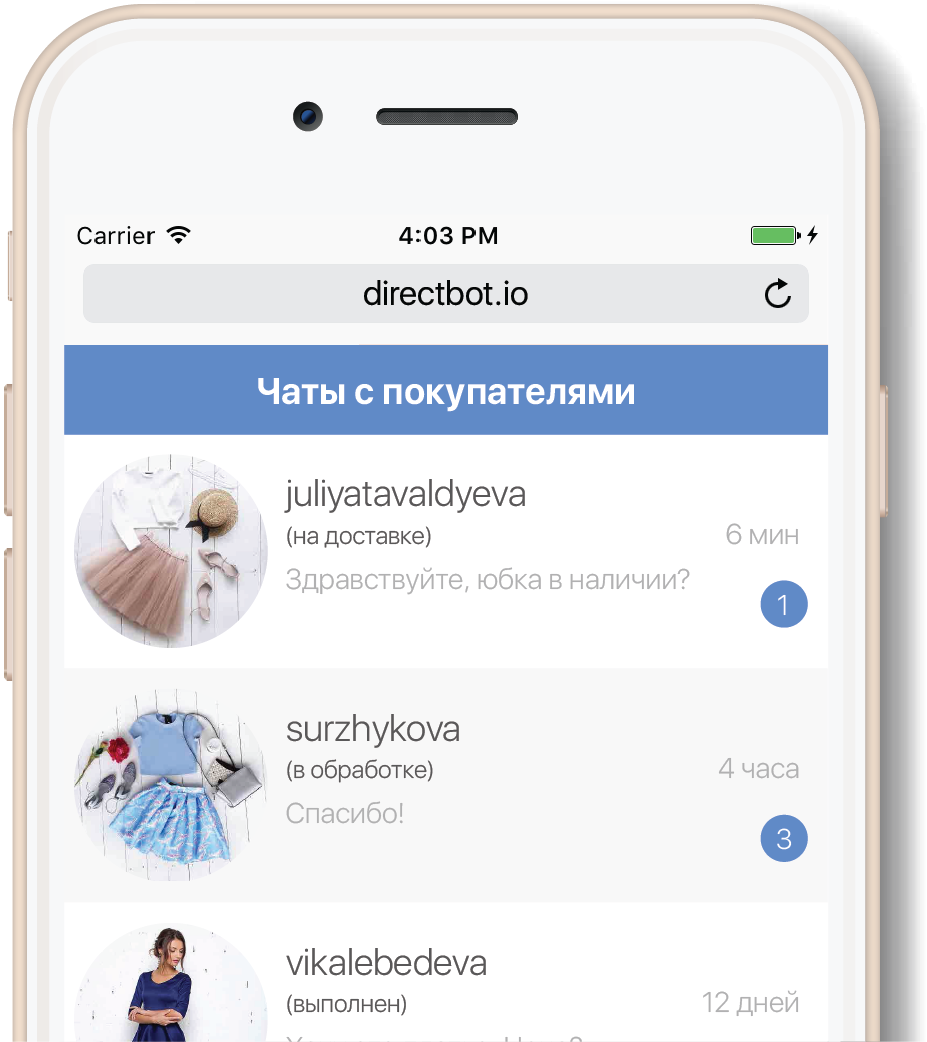 Carrier 4:03 PM
directbot.io
Чаты с покупателями
juliyatavaldyeva
(на доставке)
6 мин
Здравствуйте, юбка в наличии?
1
surzhykova
(в обработке)
4 часа
Спасибо!
3
vikalebedeva
(выполнен)
12 дней